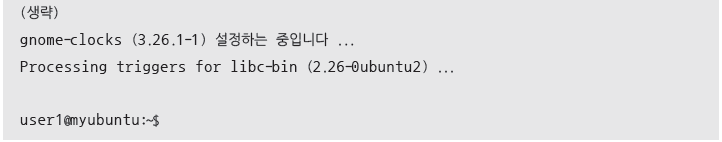 (생략)
gnome-clocks (3.26.1-1) 설정하는 중입니다 ...
Processing triggers for libc-bin (2.26-0ubuntu2) ...
user1@myubuntu:~$